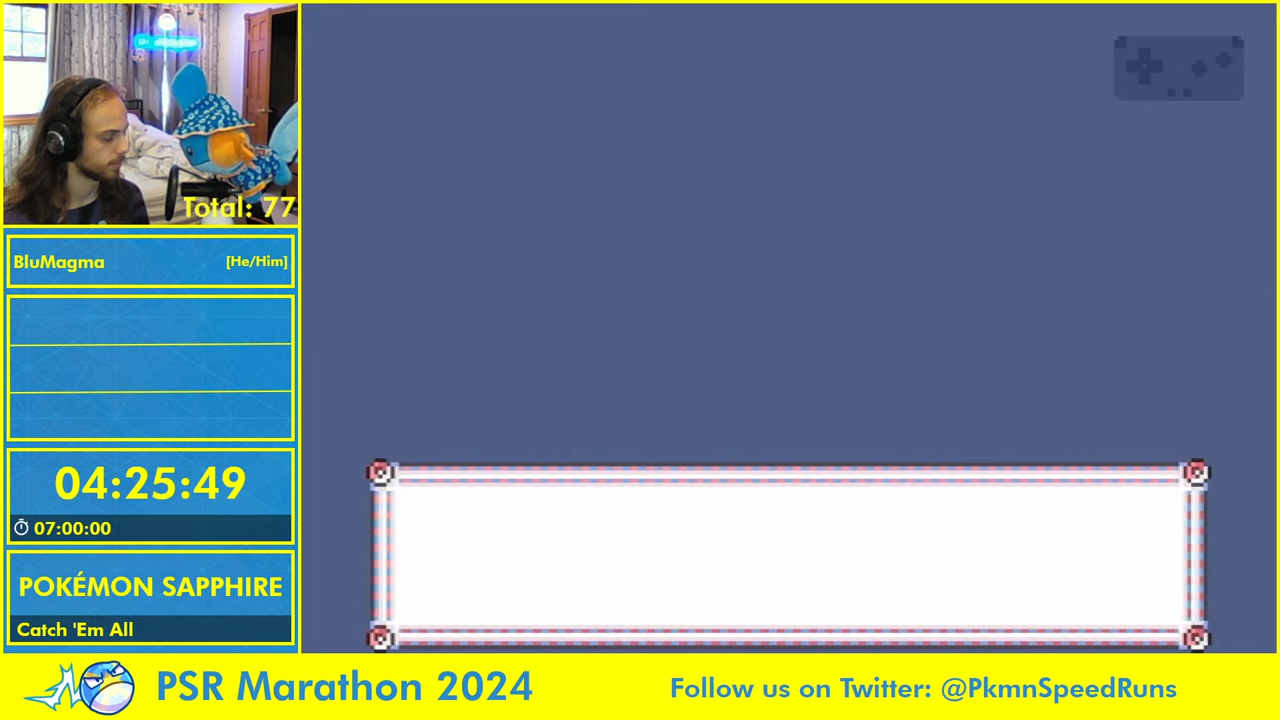 Total: 77
BluMagma
[He/Him]
04:25:49
07:00:00
POKÉMON SAPPHIRE
Catch 'Em All
PSR Marathon 2024
Follow us on Twitter: @PkmnSpeedRuns